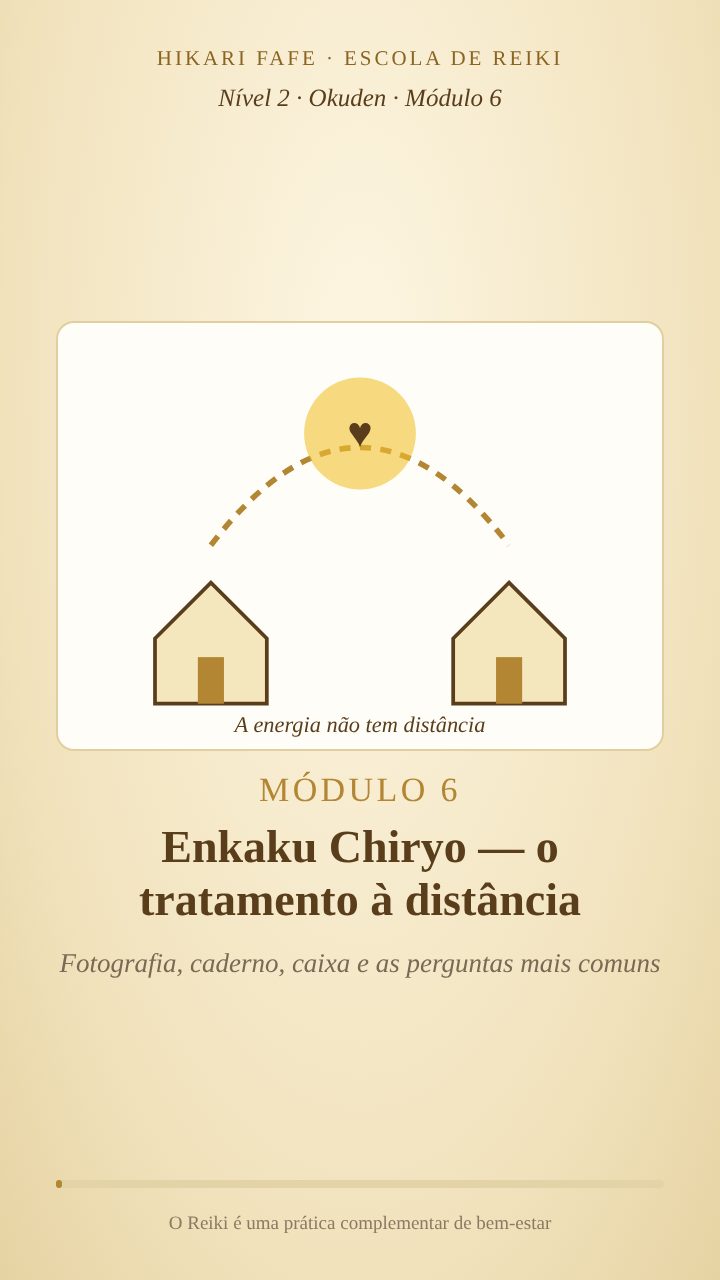 HIKARI FAFE · ESCOLA DE REIKI
Nível 2 · Okuden · Módulo 6
A energia não tem distância
MÓDULO 6
Enkaku Chiryo — o
tratamento à distância
Fotografia, caderno, caixa e as perguntas mais comuns
O Reiki é uma prática complementar de bem-estar